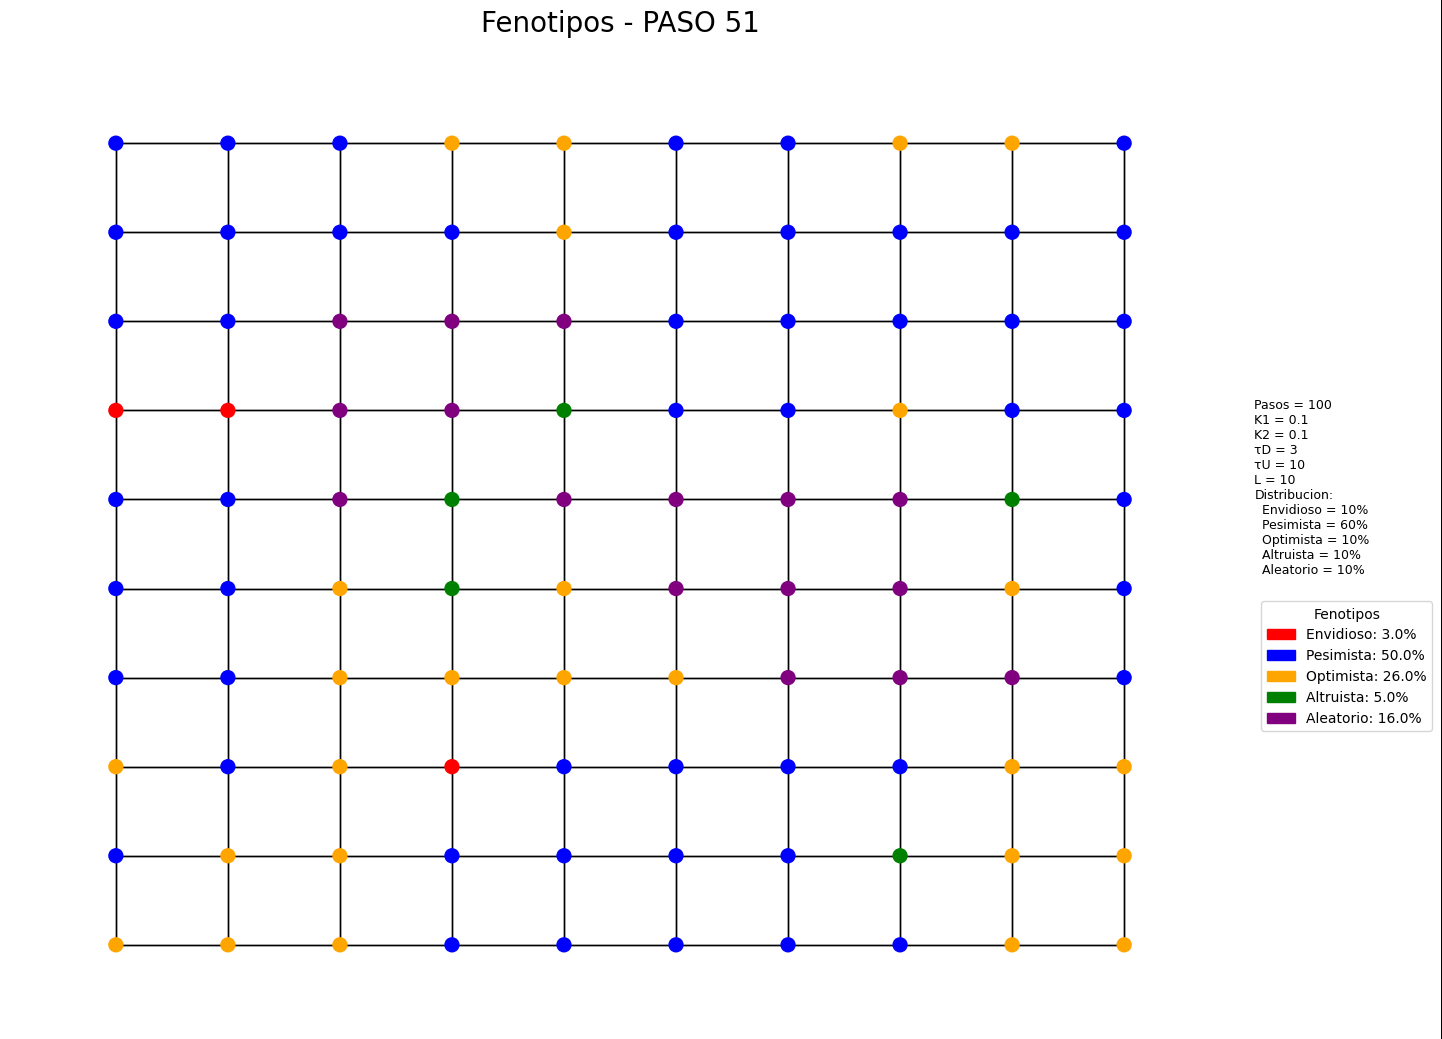 Fenotipos - PASO 51
Pasos = 100
K1 = 0.1
K2 = 0.1
τD = 3
τU = 10
L = 10
Distribucion:
Envidioso = 10%
Pesimista = 60%
Optimista = 10%
Altruista = 10%
Aleatorio = 10%
Fenotipos
Envidioso: 3.0%
Pesimista: 50.0%
Optimista: 26.0%
Altruista: 5.0%
Aleatorio: 16.0%